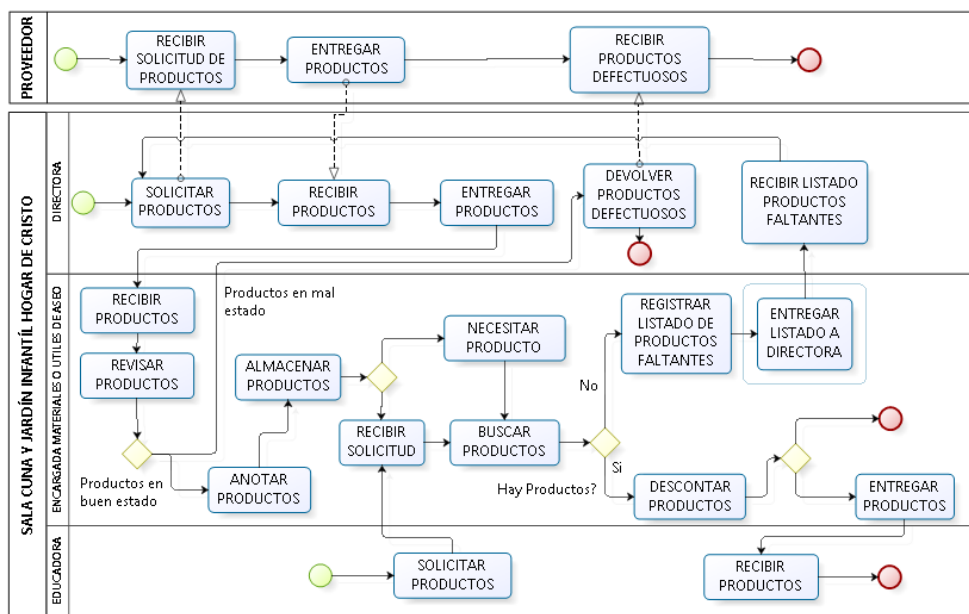 PROVEEDOR
RECIBIR
SOLICITUD DE
PRODUCTOS
ENTREGAR
PRODUCTOS
RECIBIR
PRODUCTOS
DEFECTUOSOS
SALA CUNA Y JARDÍN INFANTÍL HOGAR DE CRISTO
DIRECTORA
SOLICITAR
PRODUCTOS
RECIBIR
PRODUCTOS
ENTREGAR
PRODUCTOS
DEVOLVER
PRODUCTOS
DEFECTUOSOS
RECIBIR LISTADO
PRODUCTOS
FALTANTES
ENCARGADA MATERIALES O UTILES DE ASEO
RECIBIR
PRODUCTOS
Productos en mal
estado
REVISAR
PRODUCTOS
Productos en
buen estado
ANOTAR
PRODUCTOS
ALMACENAR
PRODUCTOS
NECESITAR
PRODUCTO
RECIBIR
SOLICITUD
BUSCAR
PRODUCTOS
Hay Productos?
No
Si
REGISTRAR
LISTADO DE
PRODUCTOS
FALTANTES
ENTREGAR
LISTADO A
DIRECTORA
DESCONTAR
PRODUCTOS
ENTREGAR
PRODUCTOS
EDUCADORA
SOLICITAR
PRODUCTOS
RECIBIR
PRODUCTOS